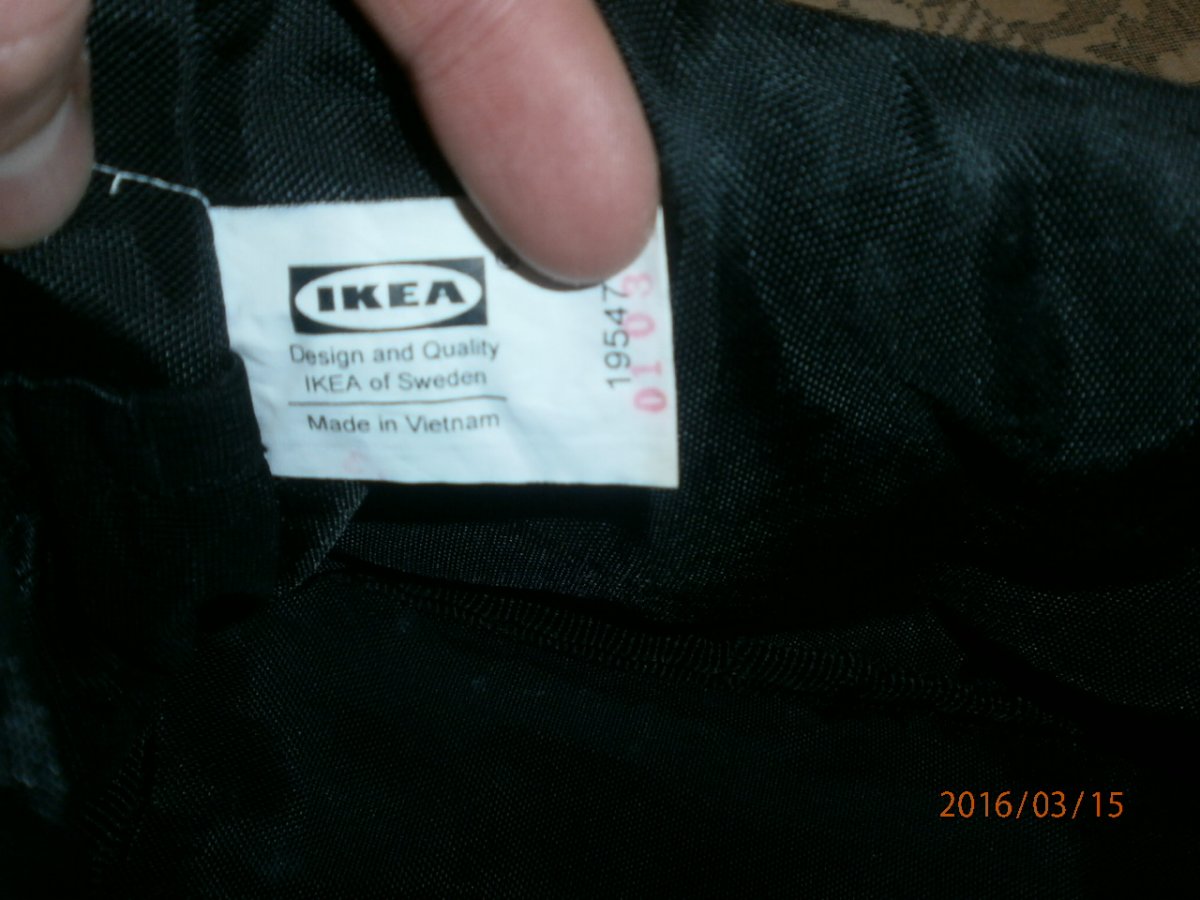 IKEA
Design and Quality
IKEA of Sweden
Made in Vietnam
19547
0103
2016/03/15